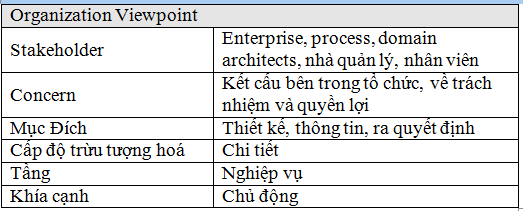 Organization Viewpoint
Stakeholder
Enterprise, process, domain
architects, nhà quản lý, nhân viên
Concern
Kết cấu bên trong tổ chức, về trách
nhiệm và quyền lợi
Mục Đích
Thiết kế, thông tin, ra quyết định
Cấp độ trừu tượng hoá
Chi tiết
Tầng
Nghiệp vụ
Khía cạnh
Chủ động